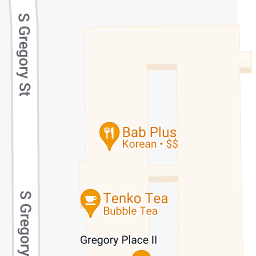 S Gregory St
Bab Plus
Korean • $$
Tenko Tea
Bubble Tea
S Gregory
Gregory Place II